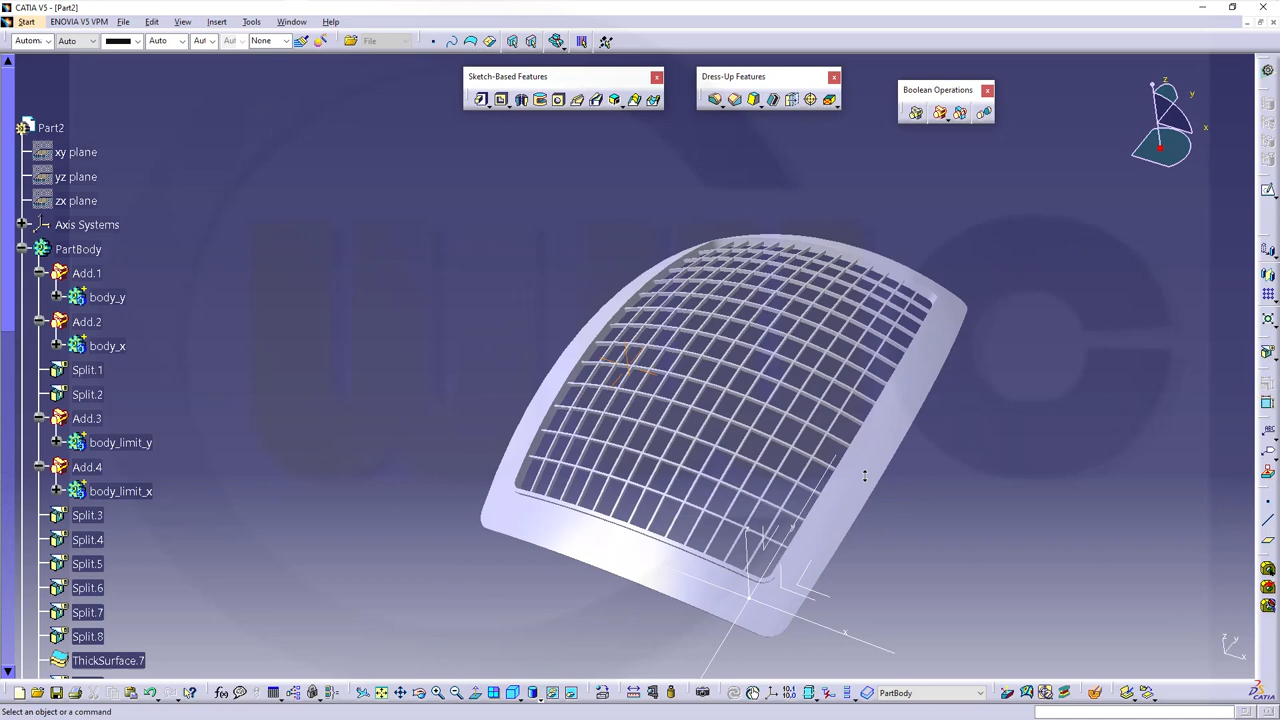 CATIA V5 - [Part2]
Start ENOVIA V5 VPM File Edit View Insert Tools Window Help
Autom. Auto Auto Aut Aut None File
Sketch-Based Features
Dress-Up Features
Boolean Operations
z
y
x
Part2
xy plane
yz plane
zx plane
Axis Systems
PartBody
Add.1
body_y
Add.2
body_x
Split.1
Split.2
Add.3
body_limit_y
Add.4
body_limit_x
Split.3
Split.4
Split.5
Split.6
Split.7
Split.8
ThickSurface.7
y
x
z
y
x
PartBody
Select an object or a command